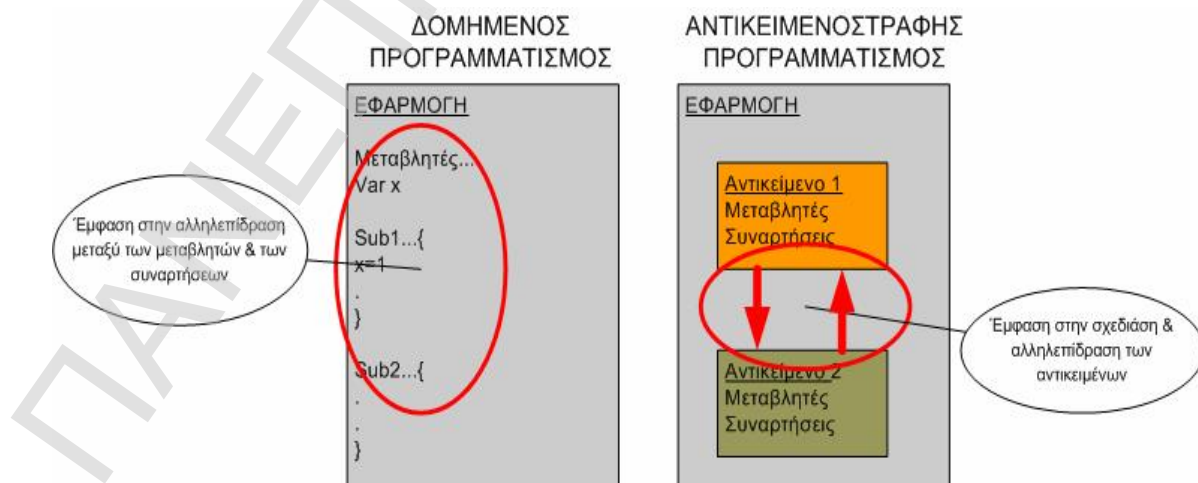 ΔΟΜΗΜΕΝΟΣ
ΠΡΟΓΡΑΜΜΑΤΙΣΜΟΣ
ΕΦΑΡΜΟΓΗ
Μεταβλητές...
Var x
Sub1...{
x=1
.
}
Sub2...{
.
.
}
Έμφαση στην αλληλεπίδραση
μεταξύ των μεταβλητών & των
συναρτήσεων
ΑΝΤΙΚΕΙΜΕΝΟΣΤΡΑΦΗΣ
ΠΡΟΓΡΑΜΜΑΤΙΣΜΟΣ
ΕΦΑΡΜΟΓΗ
Αντικείμενο 1
Μεταβλητές
Συναρτήσεις
Αντικείμενο 2
Μεταβλητές
Συναρτήσεις
Έμφαση στην σχεδιάση &
αλληλεπίδραση των
αντικειμένων